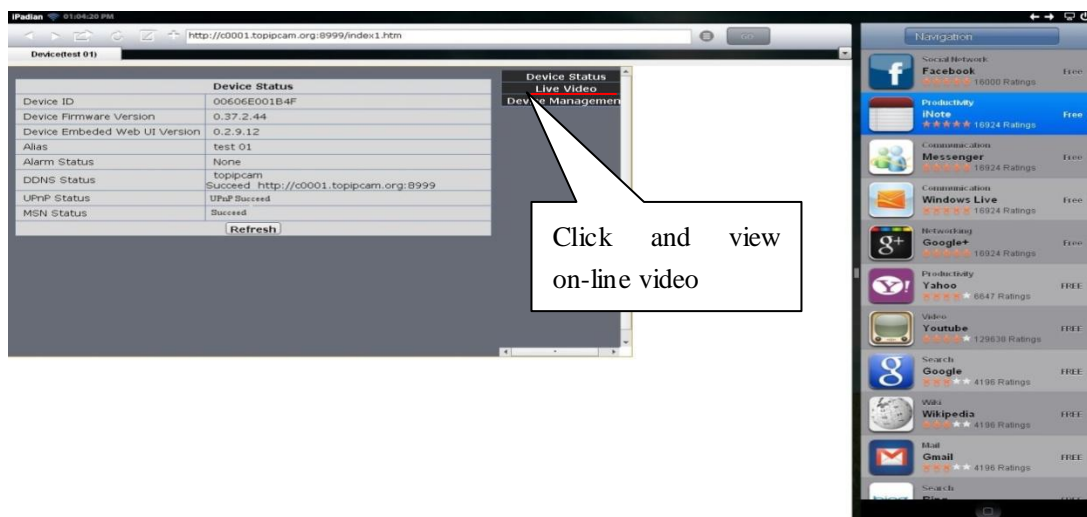 iPadian 01:04:20 PM
http://c0001.topipcam.org:8999/index1.htm
GO
Navigation
Device(test 01)
Device Status
Device ID 00606E001B4F
Device Firmware Version 0.37.2.44
Device Embeded Web UI Version 0.2.9.12
Alias test 01
Alarm Status None
DDNS Status topipcam
Succeed http://c0001.topipcam.org:8999
UPnP Status UPnP Succeed
MSN Status Succeed
Refresh
Device Status
Live Video
Device Managemen
Click and view
on-line video
Social Network
Facebook Free
16000 Ratings
Productivity
iNote Free
16924 Ratings
Communication
Messenger Free
16924 Ratings
Communication
Windows Live Free
16924 Ratings
Networking
Google+ Free
16924 Ratings
Productivity
Yahoo FREE
6647 Ratings
Video
Youtube FREE
129638 Ratings
Search
Google FREE
4196 Ratings
Wiki
Wikipedia FREE
4196 Ratings
Mail
Gmail FREE
4196 Ratings
Search